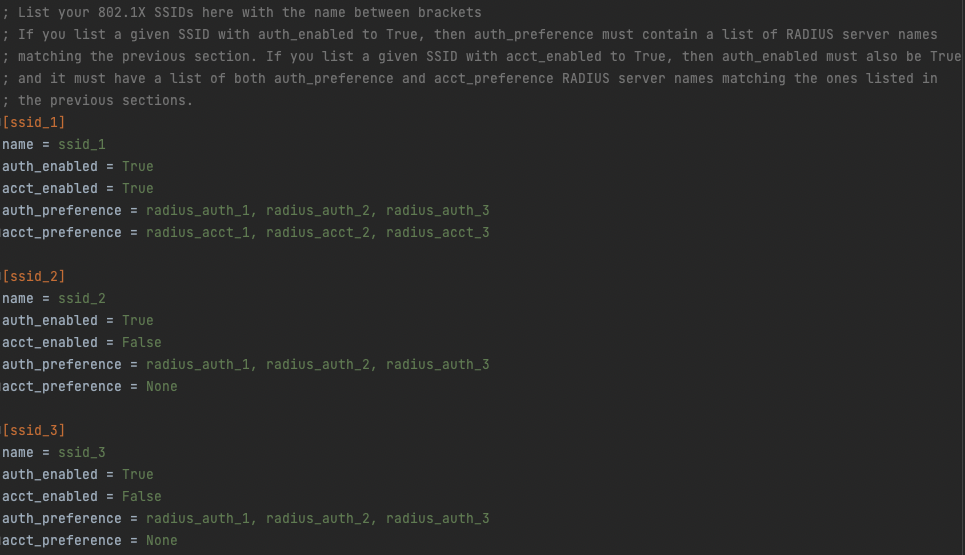 ; List your 802.1X SSIDs here with the name between brackets
; If you list a given SSID with auth_enabled to True, then auth_preference must contain a list of RADIUS server names
; matching the previous section. If you list a given SSID with acct_enabled to True, then auth_enabled must also be True
; and it must have a list of both auth_preference and acct_preference RADIUS server names matching the ones listed in
; the previous sections.
[ssid_1]
name = ssid_1
auth_enabled = True
acct_enabled = True
auth_preference = radius_auth_1, radius_auth_2, radius_auth_3
acct_preference = radius_acct_1, radius_acct_2, radius_acct_3
[ssid_2]
name = ssid_2
auth_enabled = True
acct_enabled = False
auth_preference = radius_auth_1, radius_auth_2, radius_auth_3
acct_preference = None
[ssid_3]
name = ssid_3
auth_enabled = True
acct_enabled = False
auth_preference = radius_auth_1, radius_auth_2, radius_auth_3
acct_preference = None